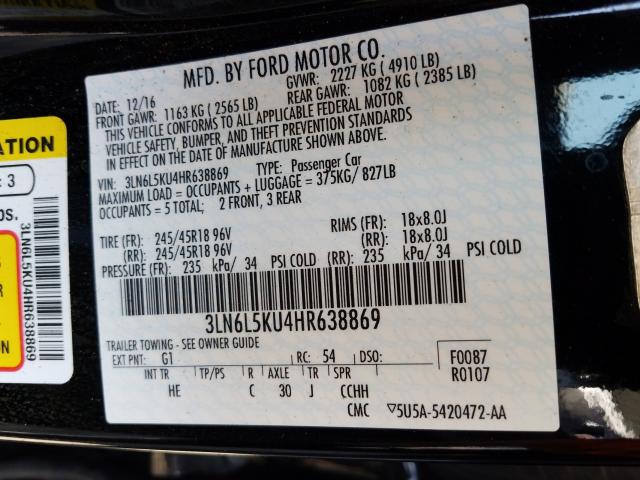 MFD. BY FORD MOTOR CO.
DATE: 12/16 GVWR: 2227 KG (4910 LB)
FRONT GAWR: 1163 KG (2565 LB) REAR GAWR: 1082 KG (2385 LB)
THIS VEHICLE CONFORMS TO ALL APPLICABLE FEDERAL MOTOR
VEHICLE SAFETY, BUMPER, AND THEFT PREVENTION STANDARDS
IN EFFECT ON THE DATE OF MANUFACTURE SHOWN ABOVE.
VIN: 3LN6L5KU4HR638869 TYPE: Passenger Car
MAXIMUM LOAD = OCCUPANTS + LUGGAGE = 375KG/ 827LB
OCCUPANTS = 5 TOTAL; 2 FRONT, 3 REAR
TIRE (FR): 245/45R18 96V RIMS (FR): 18x8.0J
(RR): 245/45R18 96V (RR): 18x8.0J
PRESSURE (FR): 235 kPa/ 34 PSI COLD (RR): 235 kPa/ 34 PSI COLD
3LN6L5KU4HR638869
TRAILER TOWING - SEE OWNER GUIDE
EXT PNT: G1 RC: 54 DSO: F0087
INT TR TP/PS R AXLE TR SPR R0107
HE C 30 J CCHH
CMC ▽5U5A-5420472-AA
ATION
: 3
3LN6L5KU4HR638869